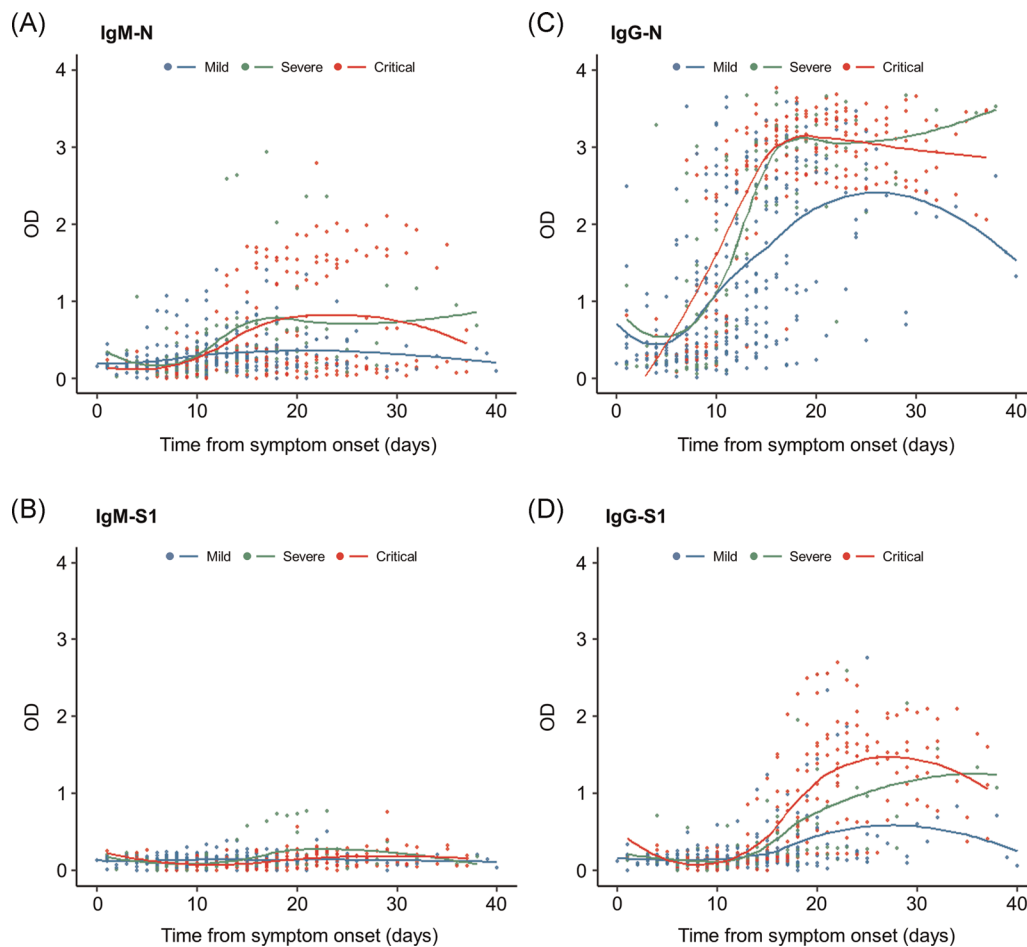 (A)
IgM-N
Mild Severe Critical
4
3
2
1
0
OD
0 10 20 30 40
Time from symptom onset (days)
(C)
IgG-N
Mild Severe Critical
4
3
2
1
0
OD
0 10 20 30 40
Time from symptom onset (days)
(B)
IgM-S1
Mild Severe Critical
4
3
2
1
0
OD
0 10 20 30 40
Time from symptom onset (days)
(D)
IgG-S1
Mild Severe Critical
4
3
2
1
0
OD
0 10 20 30 40
Time from symptom onset (days)